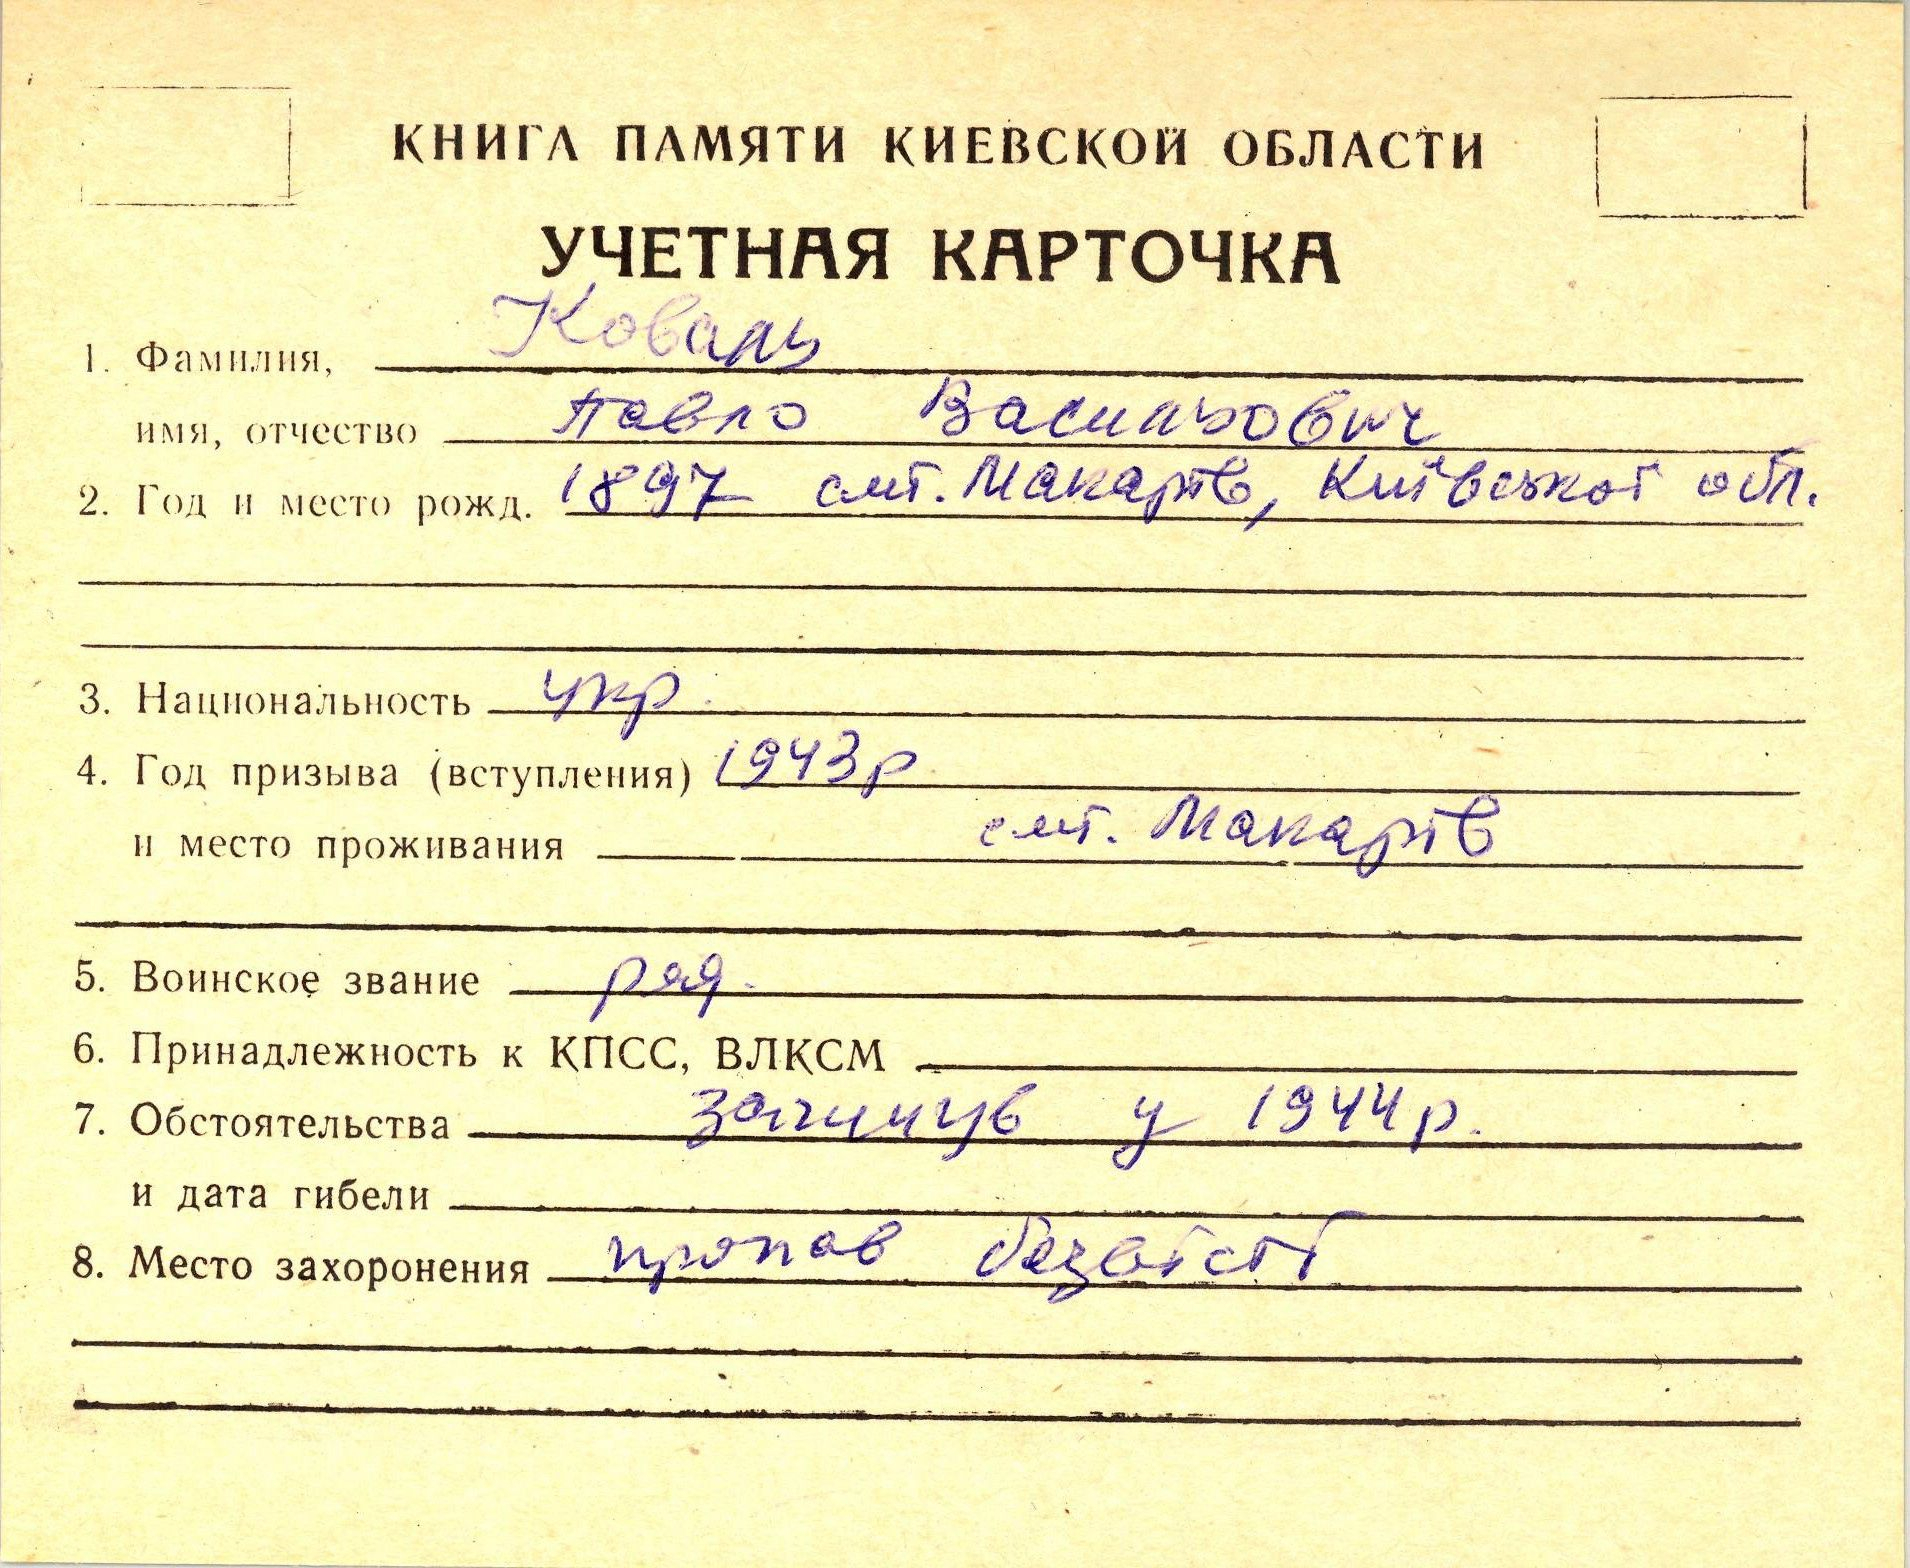 КНИГА ПАМЯТИ КИЕВСКОЙ ОБЛАСТИ
УЧЕТНАЯ КАРТОЧКА
1. Фамилия, Коваль
имя, отчество Павло Васильович
2. Год и место рожд. 1897 смт. Макарів, Київської обл.
3. Национальность укр.
4. Год призыва (вступления) 1943р
и место проживания смт. Макарів
5. Воинское звание ряд.
6. Принадлежность к КПСС, ВЛКСМ
7. Обстоятельства загинув у 1944р.
и дата гибели
8. Место захоронения пропав безвісті